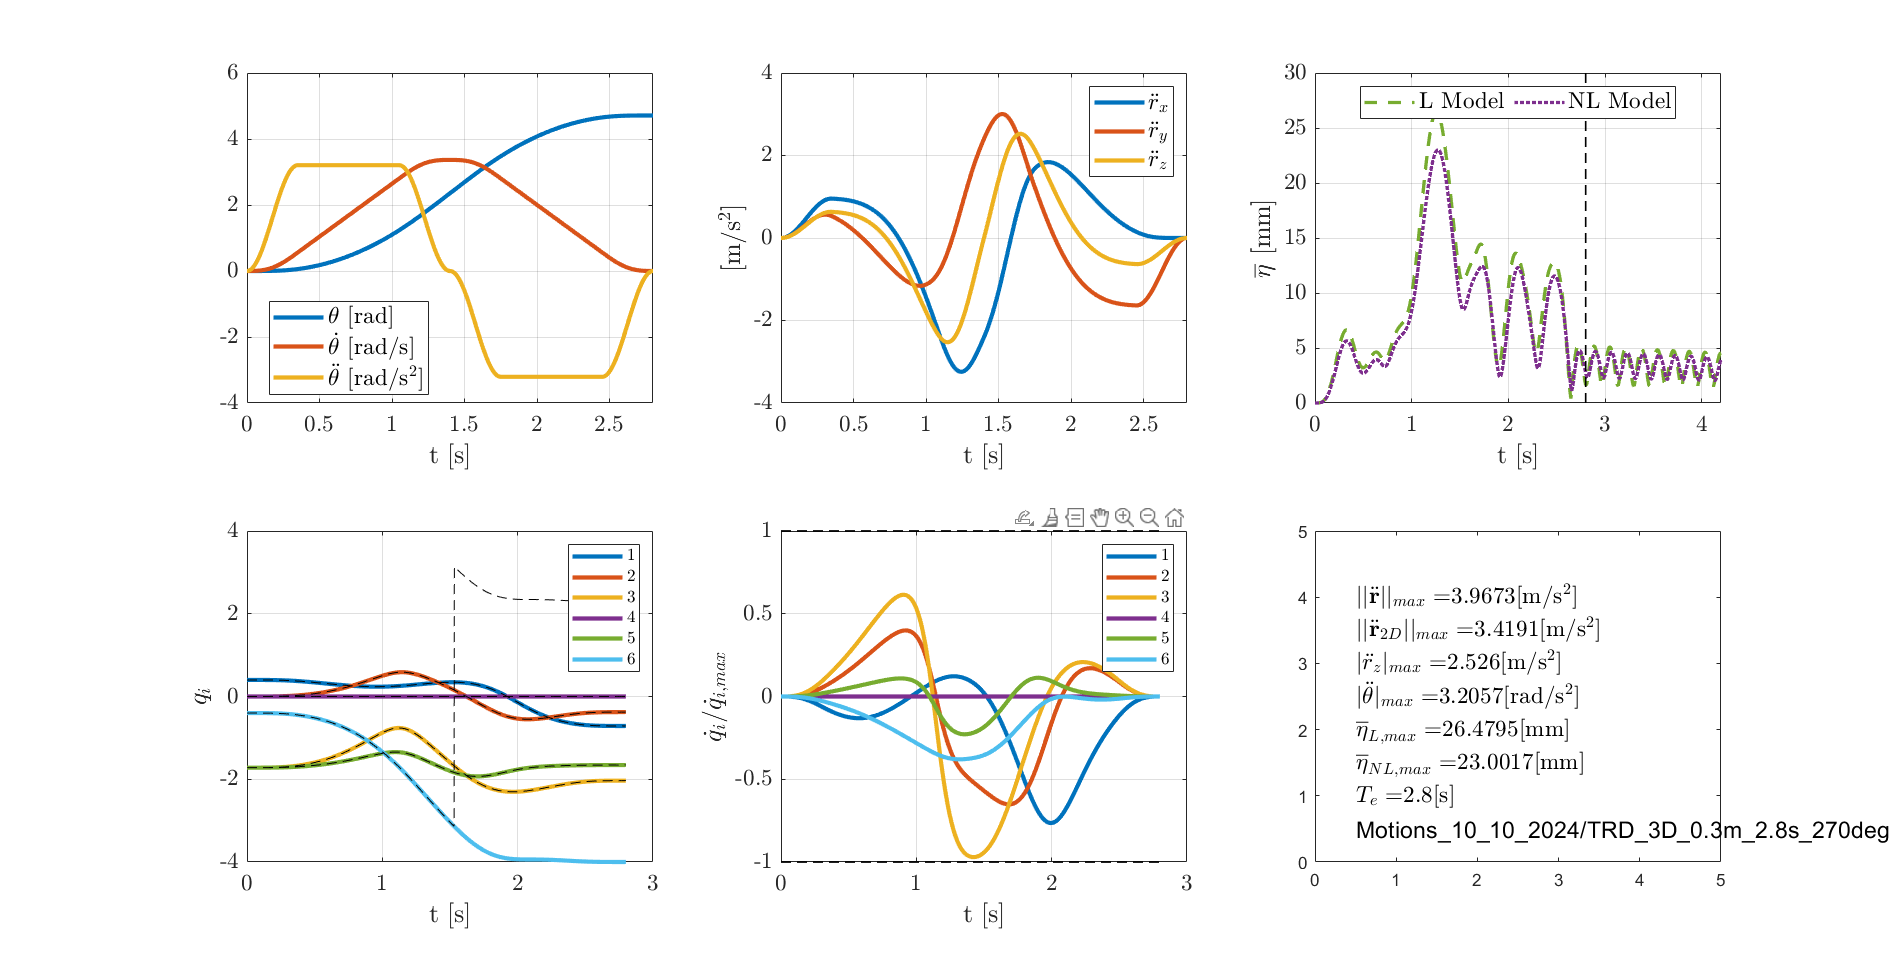 6
4
2
0
-2
-4
0 0.5 1 1.5 2 2.5
t [s]
θ [rad]
θ̇ [rad/s]
θ̈ [rad/s²]
4
2
0
-2
-4
[m/s²]
0 0.5 1 1.5 2 2.5
t [s]
r̈ₓ
r̈_y
r̈_z
30
25
20
15
10
5
0
η̅ [mm]
0 1 2 3 4
t [s]
L Model NL Model
4
2
0
-2
-4
qᵢ
0 1 2 3
t [s]
1
2
3
4
5
6
1
0.5
0
-0.5
-1
q̇ᵢ/q̇_{i,max}
0 1 2 3
t [s]
1
2
3
4
5
6
5
4
3
2
1
0
0 1 2 3 4 5
||r̈||_{max} =3.9673[m/s²]
||r̈_{2D}||_{max} =3.4191[m/s²]
|r̈_z|_{max} =2.526[m/s²]
|θ̈|_{max} =3.2057[rad/s²]
η̅_{L,max} =26.4795[mm]
η̅_{NL,max} =23.0017[mm]
T_e =2.8[s]
Motions_10_10_2024/TRD_3D_0.3m_2.8s_270deg